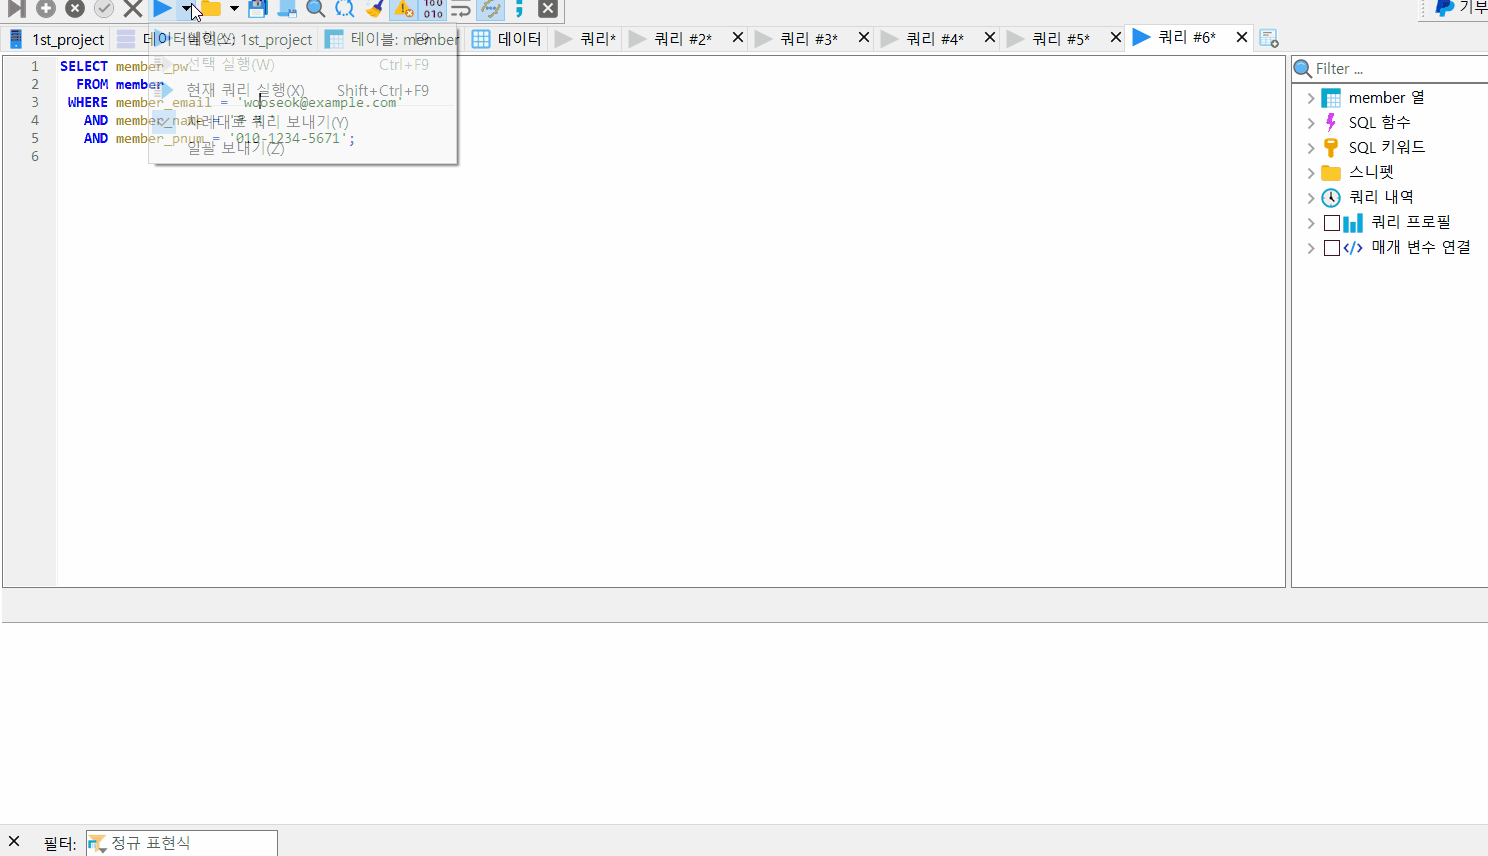 기부
1st_project
데이터베이스: 1st_project
테이블: member
데이터
쿼리*
쿼리 #2*
쿼리 #3*
쿼리 #4*
쿼리 #5*
쿼리 #6*
F9
선택 실행(W) Ctrl+F9
현재 쿼리 실행(X) Shift+Ctrl+F9
차례대로 쿼리 보내기(Y)
일괄 보내기(Z)
1 SELECT member_pw
2 FROM member
3 WHERE member_email = 'wooseok@example.com'
4 AND member_name =
5 AND member_pnum = '010-1234-5671';
6
Filter ...
member 열
SQL 함수
SQL 키워드
스니펫
쿼리 내역
쿼리 프로필
매개 변수 연결
필터: 정규 표현식